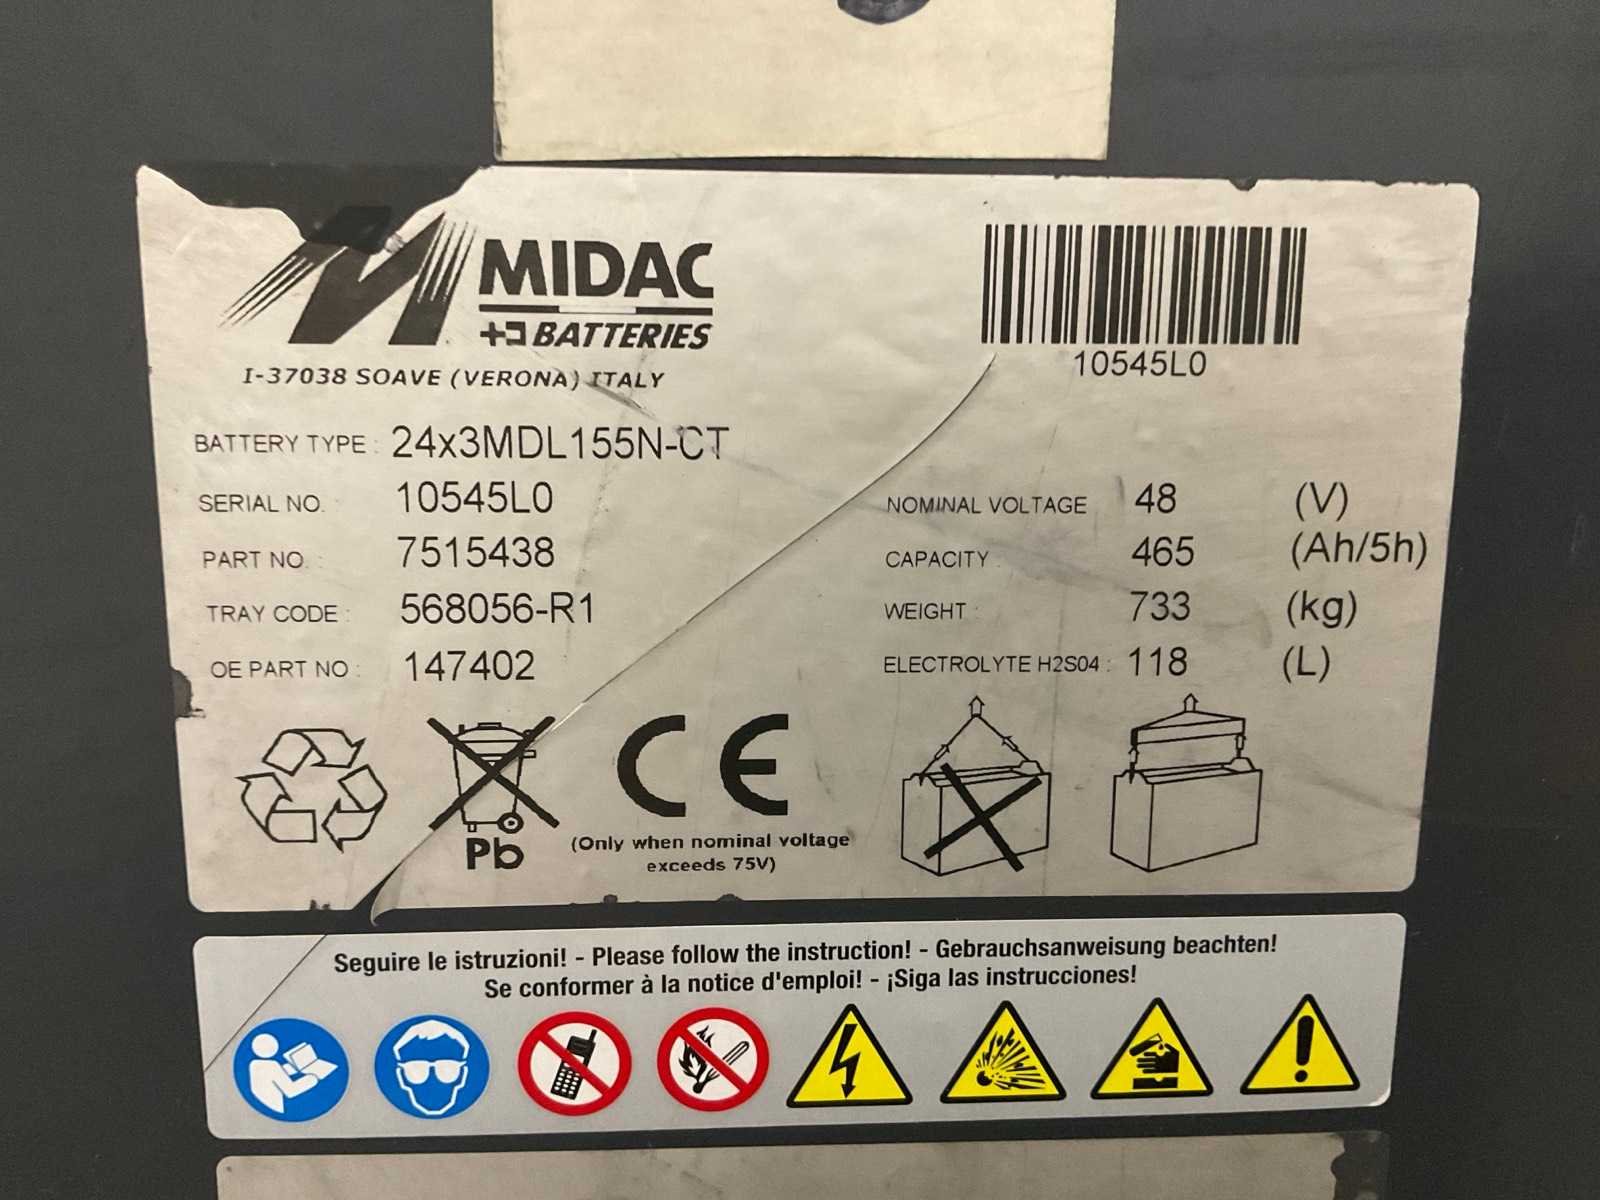 MIDAC
BATTERIES
I-37038 SOAVE (VERONA) ITALY
10545L0
BATTERY TYPE : 24x3MDL155N-CT
SERIAL NO. : 10545L0
PART NO. : 7515438
TRAY CODE : 568056-R1
OE PART NO : 147402
NOMINAL VOLTAGE 48 (V)
CAPACITY : 465 (Ah/5h)
WEIGHT : 733 (kg)
ELECTROLYTE H2S04 : 118 (L)
Pb
CE
(Only when nominal voltage
exceeds 75V)
Seguire le istruzioni! - Please follow the instruction! - Gebrauchsanweisung beachten!
Se conformer à la notice d'emploi! - ¡Siga las instrucciones!